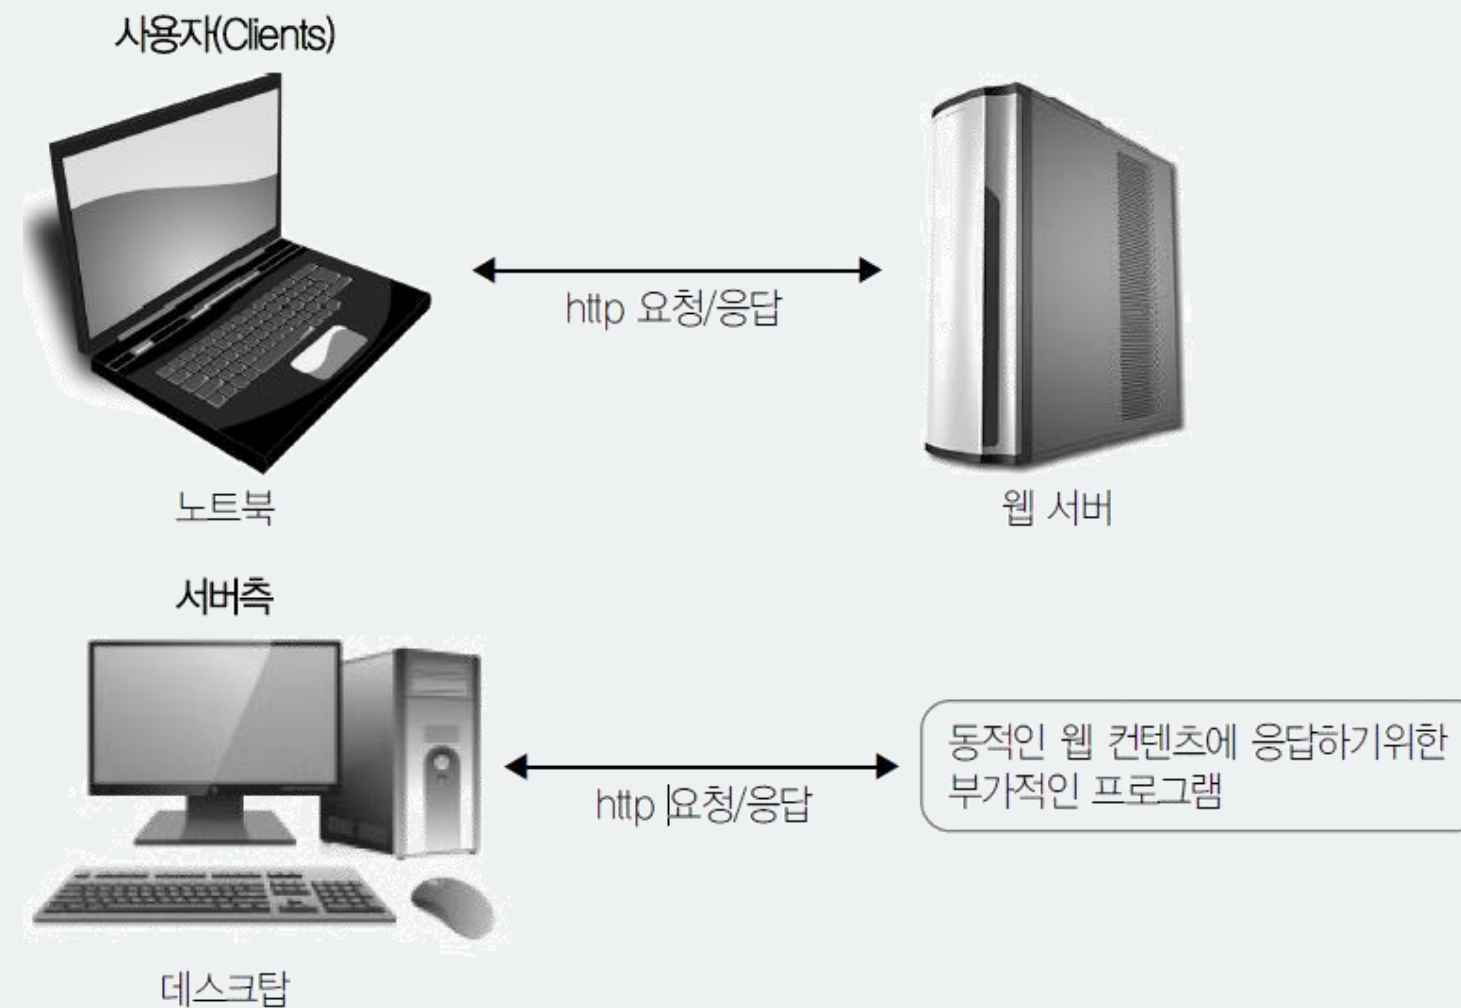 사용자(Clients)
http 요청/응답
노트북
웹 서버
서버측
동적인 웹 컨텐츠에 응답하기위한
부가적인 프로그램
http 요청/응답
데스크탑